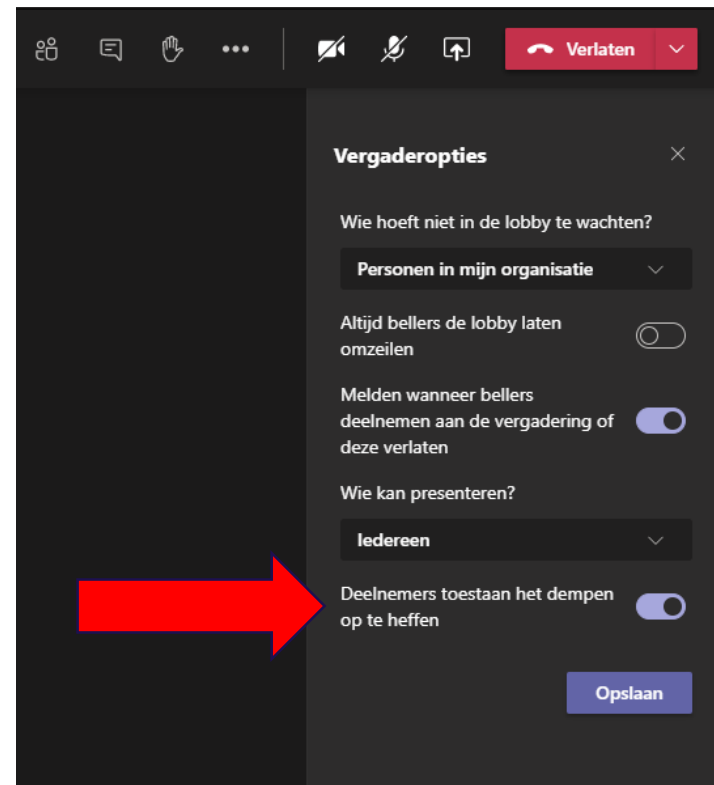 Verlaten
Vergaderopties
Wie hoeft niet in de lobby te wachten?
Personen in mijn organisatie
Altijd bellers de lobby laten
omzeilen
Melden wanneer bellers
deelnemen aan de vergadering of
deze verlaten
Wie kan presenteren?
Iedereen
Deelnemers toestaan het dempen
op te heffen
Opslaan